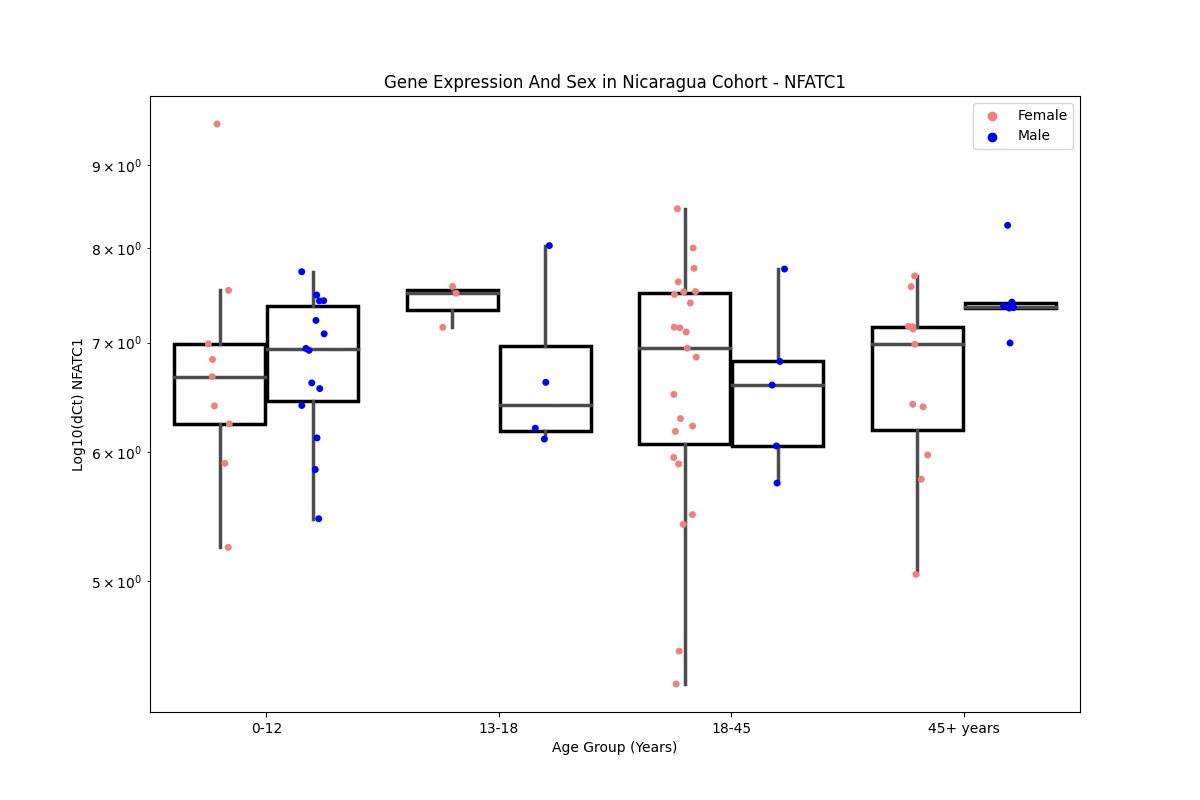 Gene Expression And Sex in Nicaragua Cohort - NFATC1
Female
Male
9 × 10⁰
8 × 10⁰
7 × 10⁰
6 × 10⁰
5 × 10⁰
Log10(dCt) NFATC1
0-12 13-18 18-45 45+ years
Age Group (Years)